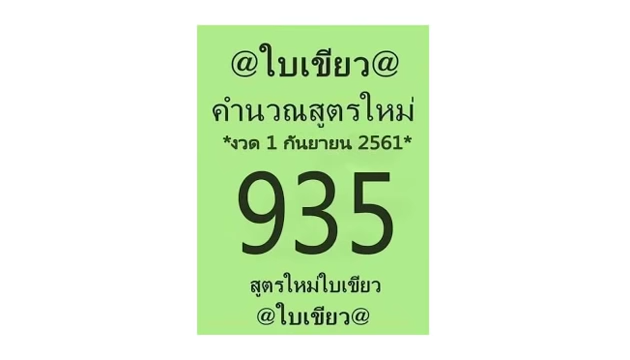 @ใบเขียว@
คำนวณสูตรใหม่
*งวด 1 กันยายน 2561*
935
สูตรใหม่ใบเขียว
@ใบเขียว@